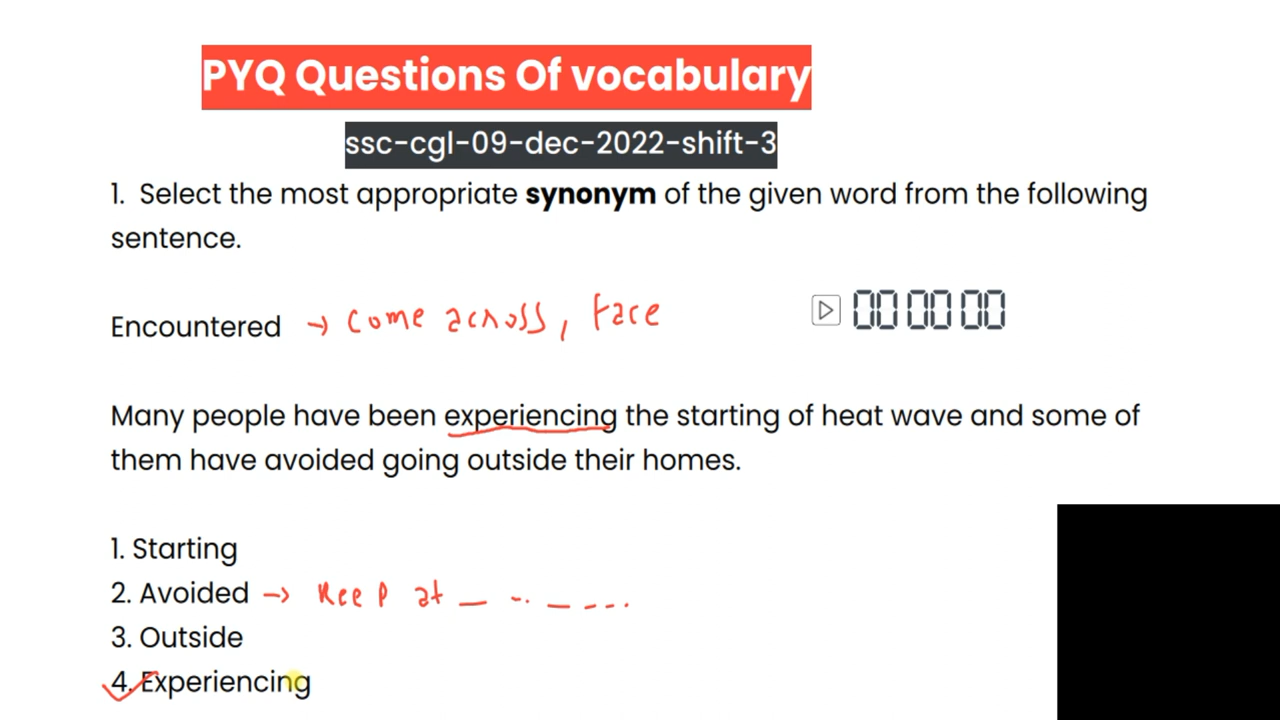 PYQ Questions Of vocabulary
ssc-cgl-09-dec-2022-shift-3
1. Select the most appropriate synonym of the given word from the following
sentence.
Encountered → Come across, face
00 00 00
Many people have been experiencing the starting of heat wave and some of
them have avoided going outside their homes.
1. Starting
2. Avoided → Keep at _ .. _ ...
3. Outside
4. Experiencing